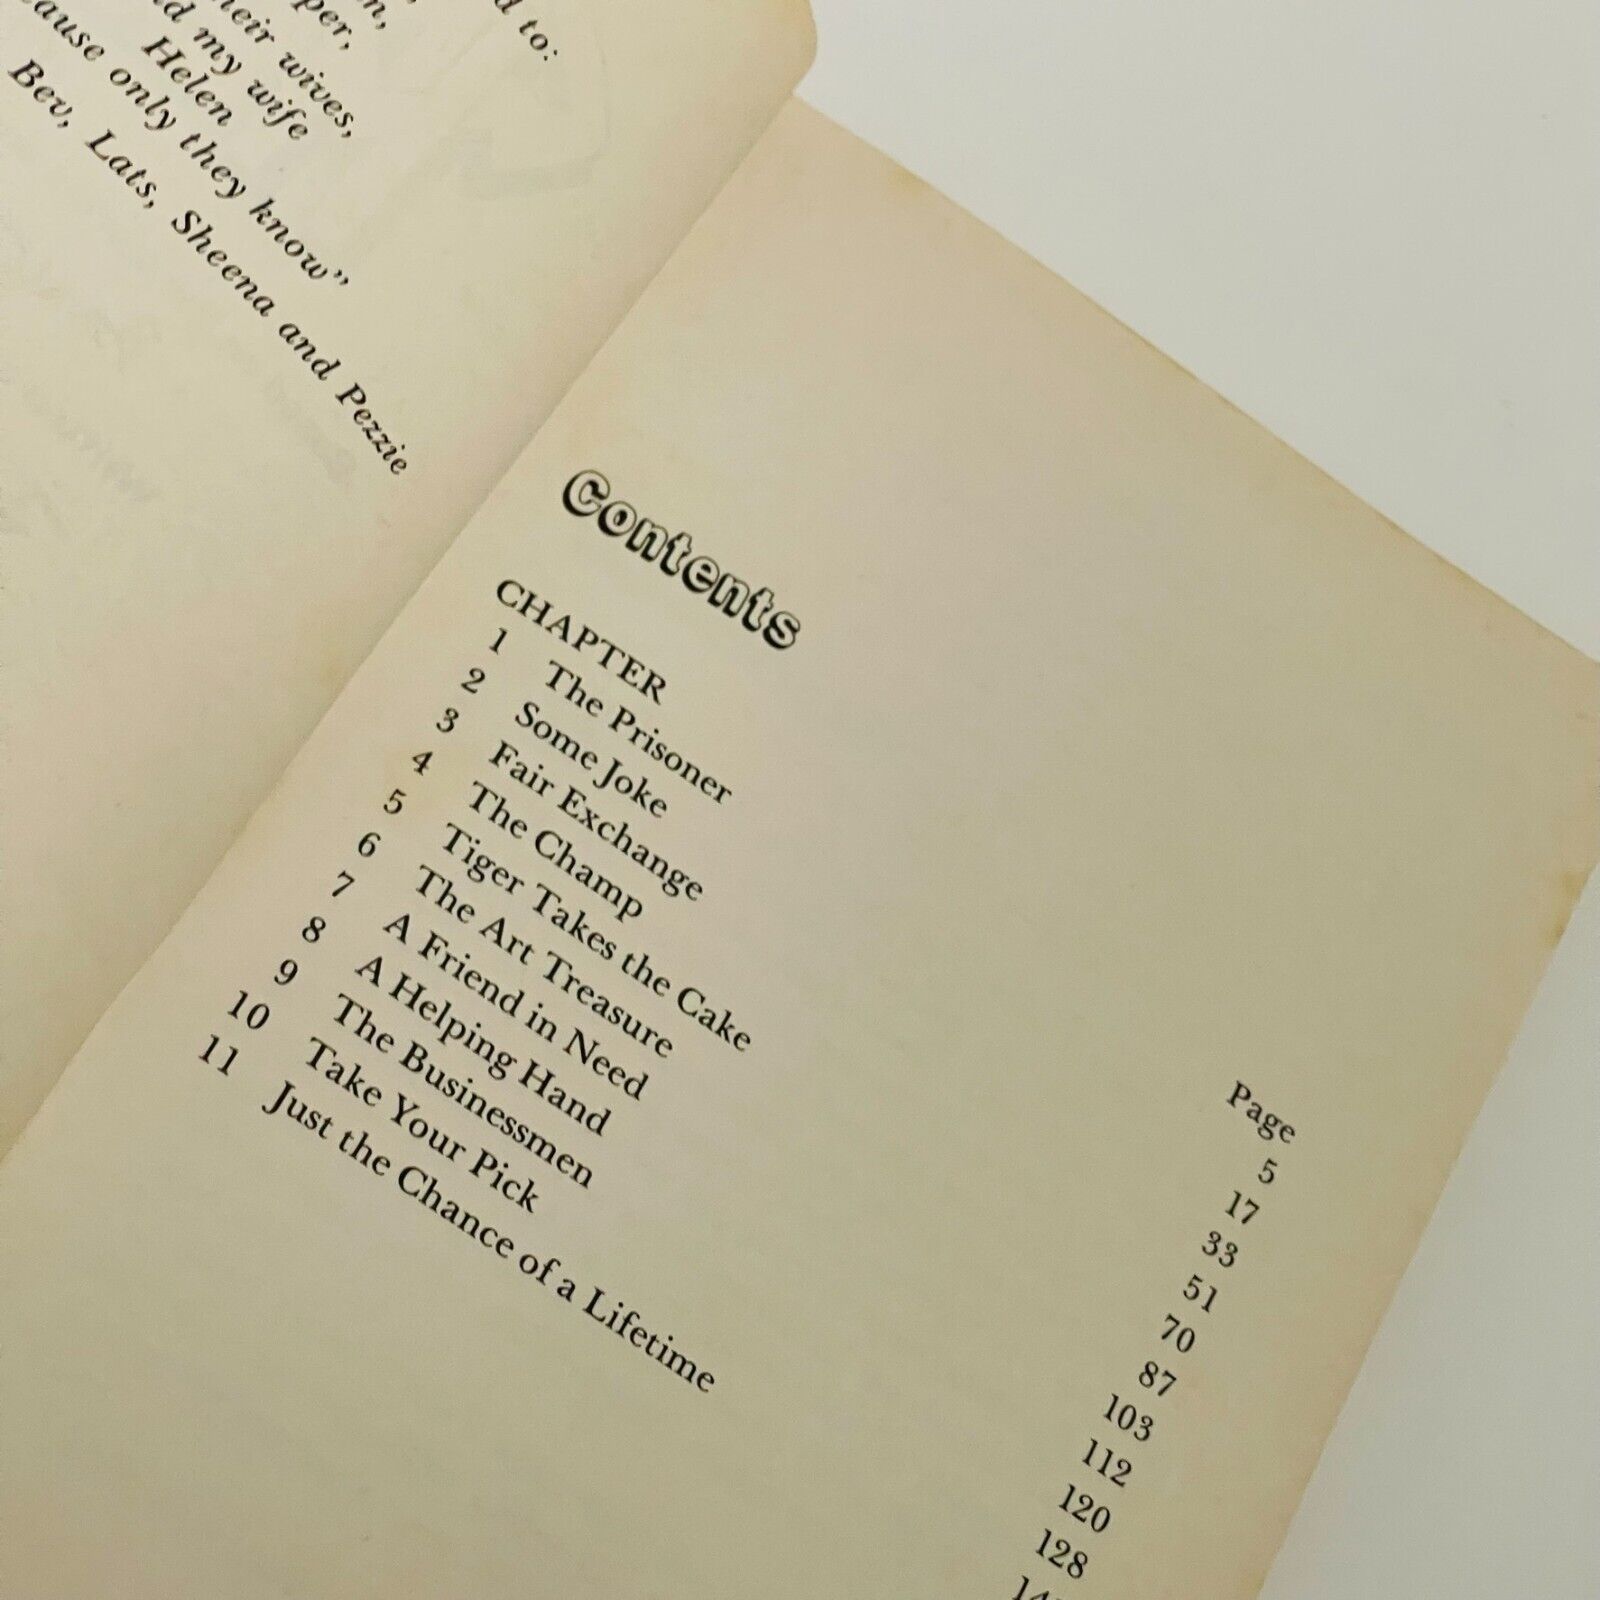 to:
their wives,
my wife
Helen
only they know"
Bev, Lats, Sheena and Pezzie
Contents
CHAPTER Page
1 The Prisoner 5
2 Some Joke 17
3 Fair Exchange 33
4 The Champ 51
5 Tiger Takes the Cake 70
6 The Art Treasure 87
7 A Friend in Need 103
8 A Helping Hand 112
9 The Businessmen 120
10 Take Your Pick 128
11 Just the Chance of a Lifetime